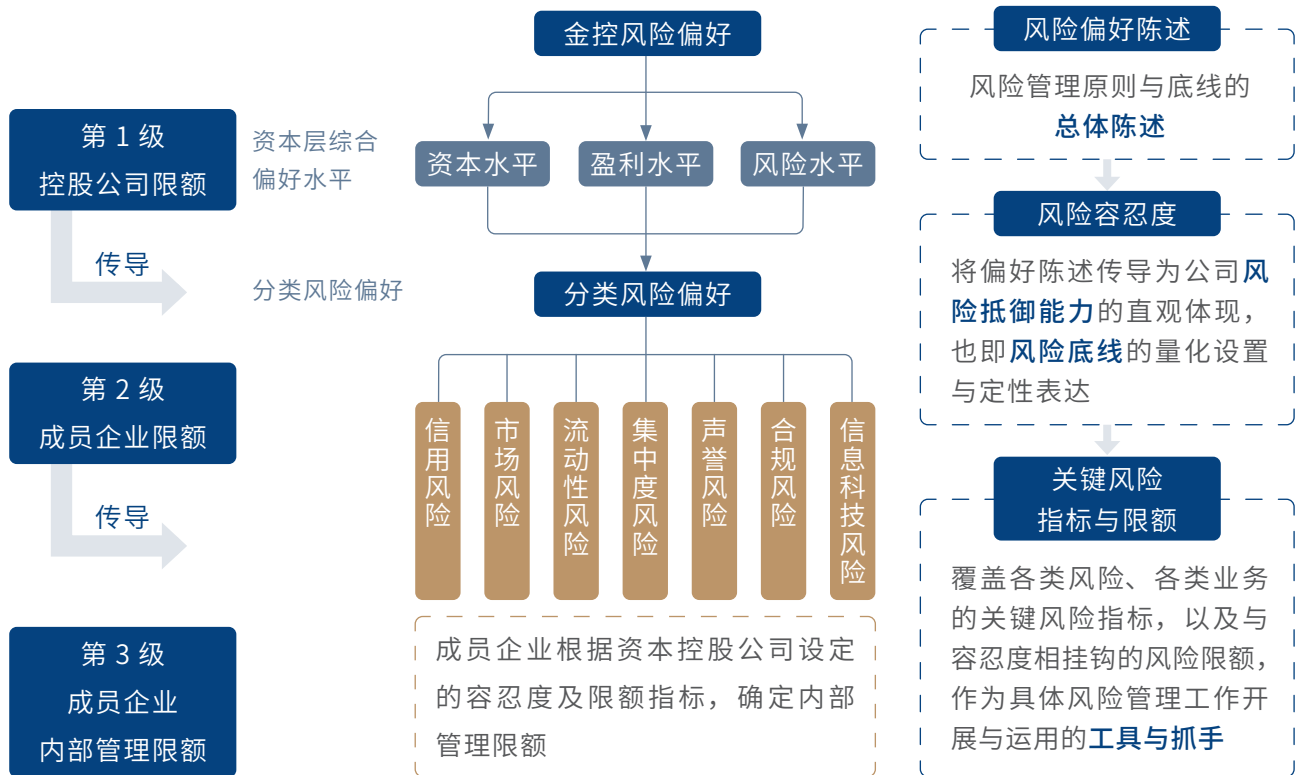 第 1 级
控股公司限额
传导
第 2 级
成员企业限额
传导
第 3 级
成员企业
内部管理限额
资本层综合
偏好水平
分类风险偏好
金控风险偏好
资本水平
盈利水平
风险水平
分类风险偏好
信用风险
市场风险
流动性风险
集中度风险
声誉风险
合规风险
信息科技风险
成员企业根据资本控股公司设定
的容忍度及限额指标，确定内部
管理限额
风险偏好陈述
风险管理原则与底线的
总体陈述
风险容忍度
将偏好陈述传导为公司风
险抵御能力的直观体现，
也即风险底线的量化设置
与定性表达
关键风险
指标与限额
覆盖各类风险、各类业务
的关键风险指标，以及与
容忍度相挂钩的风险限额，
作为具体风险管理工作开
展与运用的工具与抓手